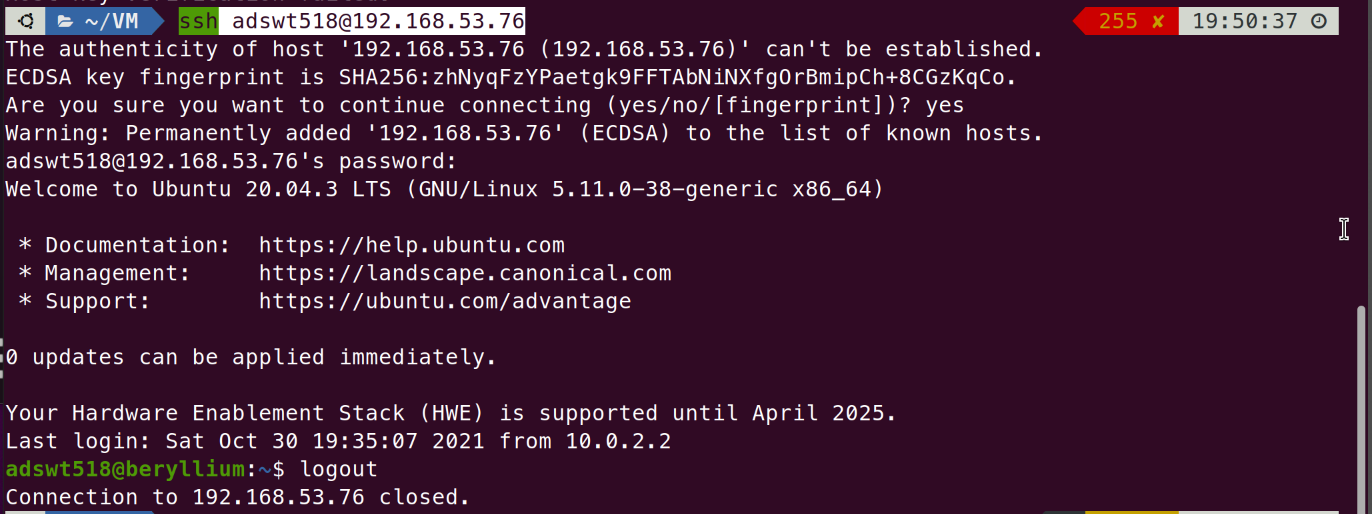 ~/VM ssh adswt518@192.168.53.76 255 ✘ 19:50:37
The authenticity of host '192.168.53.76 (192.168.53.76)' can't be established.
ECDSA key fingerprint is SHA256:zhNyqFzYPaetgk9FFTAbNiNXfgOrBmipCh+8CGzKqCo.
Are you sure you want to continue connecting (yes/no/[fingerprint])? yes
Warning: Permanently added '192.168.53.76' (ECDSA) to the list of known hosts.
adswt518@192.168.53.76's password:
Welcome to Ubuntu 20.04.3 LTS (GNU/Linux 5.11.0-38-generic x86_64)
* Documentation: https://help.ubuntu.com
* Management: https://landscape.canonical.com
* Support: https://ubuntu.com/advantage
0 updates can be applied immediately.
Your Hardware Enablement Stack (HWE) is supported until April 2025.
Last login: Sat Oct 30 19:35:07 2021 from 10.0.2.2
adswt518@beryllium:~$ logout
Connection to 192.168.53.76 closed.